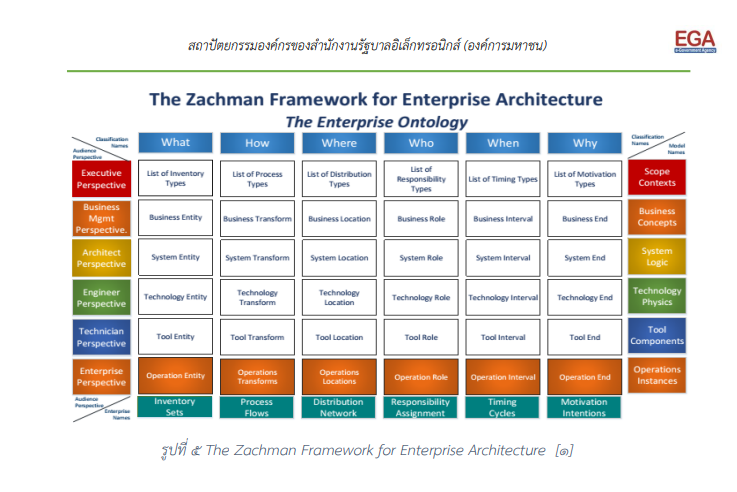 สถาปัตยกรรมองค์กรของสำนักงานรัฐบาลอิเล็กทรอนิกส์ (องค์การมหาชน)
EGA
e-Government Agency
The Zachman Framework for Enterprise Architecture
The Enterprise Ontology
Classification Names
Audience Perspective
What
How
Where
Who
When
Why
Classification Names
Model Names
Executive Perspective
List of Inventory Types
List of Process Types
List of Distribution Types
List of Responsibility Types
List of Timing Types
List of Motivation Types
Scope Contexts
Business Mgmt Perspective.
Business Entity
Business Transform
Business Location
Business Role
Business Interval
Business End
Business Concepts
Architect Perspective
System Entity
System Transform
System Location
System Role
System Interval
System End
System Logic
Engineer Perspective
Technology Entity
Technology Transform
Technology Location
Technology Role
Technology Interval
Technology End
Technology Physics
Technician Perspective
Tool Entity
Tool Transform
Tool Location
Tool Role
Tool Interval
Tool End
Tool Components
Enterprise Perspective
Operation Entity
Operations Transforms
Operations Locations
Operation Role
Operation Interval
Operation End
Operations Instances
Audience Perspective
Enterprise Names
Inventory Sets
Process Flows
Distribution Network
Responsibility Assignment
Timing Cycles
Motivation Intentions
รูปที่ ๕ The Zachman Framework for Enterprise Architecture [๑]